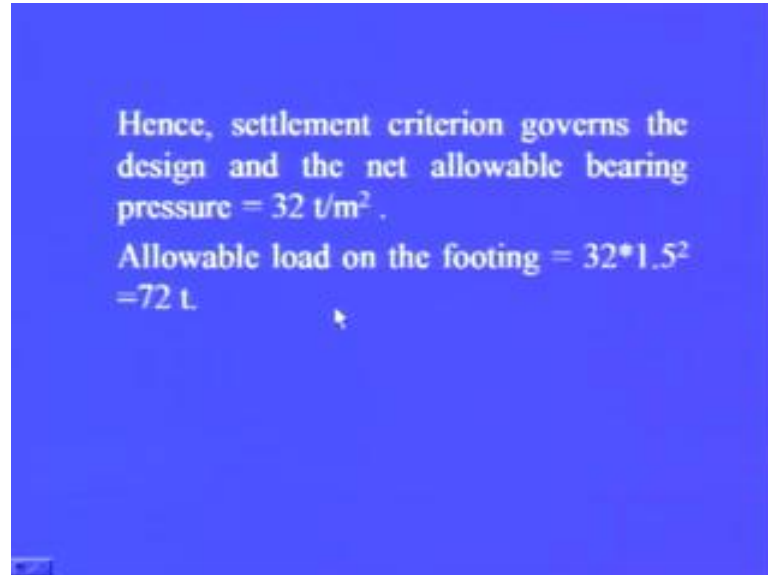 Hence, settlement criterion governs the
design and the net allowable bearing
pressure = 32 t/m² .
Allowable load on the footing = 32*1.5²
=72 t.